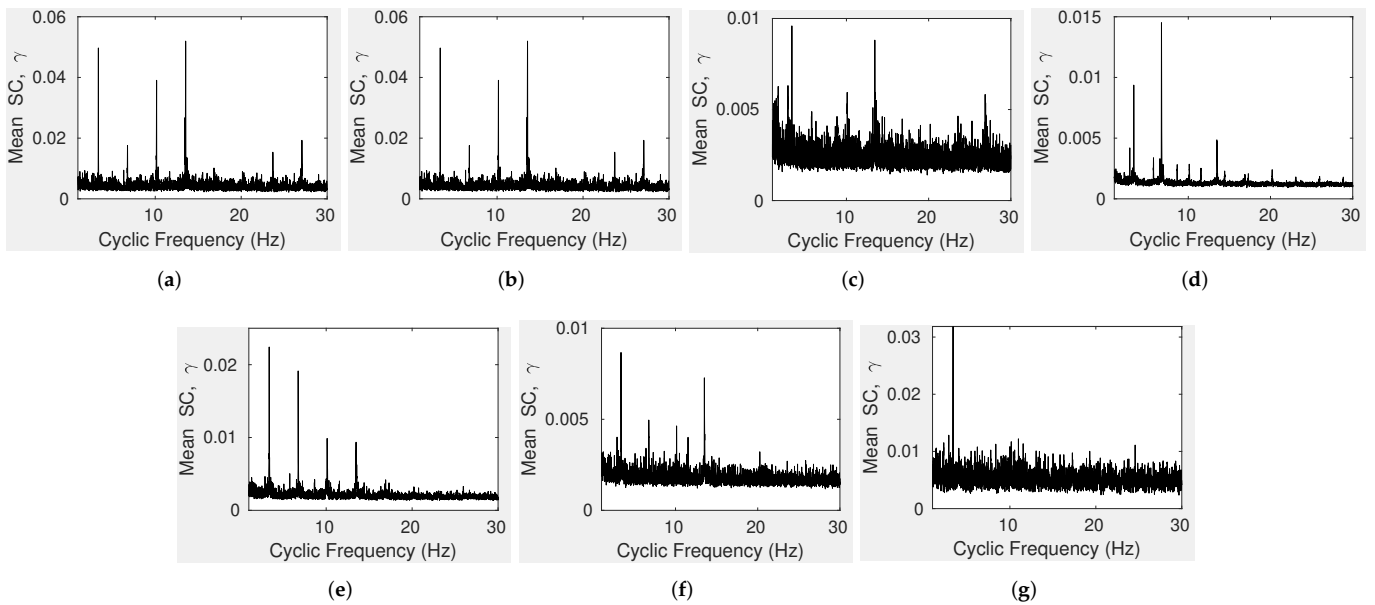 0.06
0.04
0.02
0
10
20
30
Mean SC, γ
Cyclic Frequency (Hz)
(a)
0.06
0.04
0.02
0
10
20
30
Mean SC, γ
Cyclic Frequency (Hz)
(b)
0.01
0.005
0
10
20
30
Mean SC, γ
Cyclic Frequency (Hz)
(c)
0.015
0.01
0.005
0
10
20
30
Mean SC, γ
Cyclic Frequency (Hz)
(d)
0.02
0.01
0
10
20
30
Mean SC, γ
Cyclic Frequency (Hz)
(e)
0.01
0.005
0
10
20
30
Mean SC, γ
Cyclic Frequency (Hz)
(f)
0.03
0.02
0.01
0
10
20
30
Mean SC, γ
Cyclic Frequency (Hz)
(g)